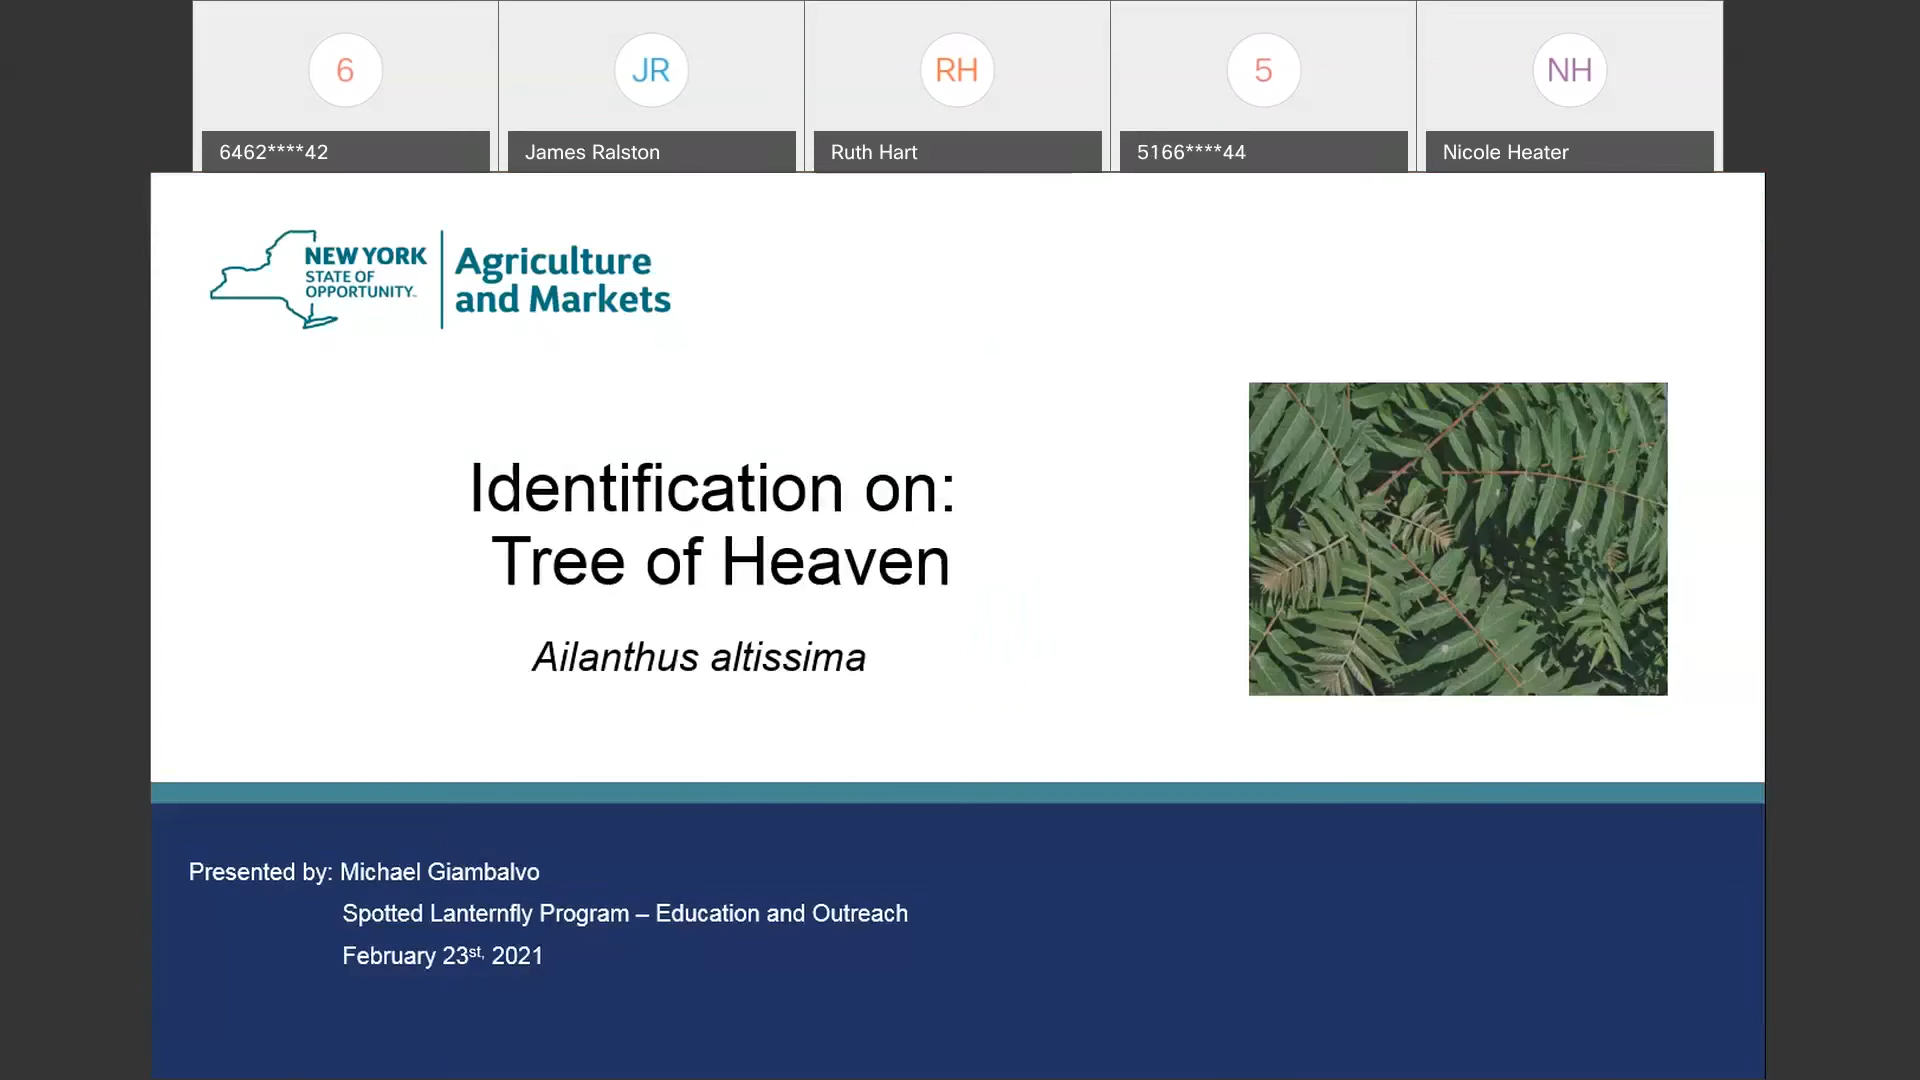 6
JR
RH
5
NH
6462****42
James Ralston
Ruth Hart
5166****44
Nicole Heater
NEW YORK
STATE OF
OPPORTUNITY™
Agriculture
and Markets
Identification on:
Tree of Heaven
Ailanthus altissima
Presented by: Michael Giambalvo
Spotted Lanternfly Program – Education and Outreach
February 23st, 2021